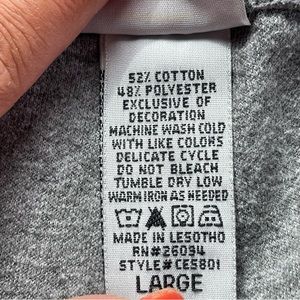 52% COTTON
48% POLYESTER
EXCLUSIVE OF
DECORATION
MACHINE WASH COLD
WITH LIKE COLORS
DELICATE CYCLE
DO NOT BLEACH
TUMBLE DRY LOW
WARM IRON AS NEEDED
MADE IN LESOTHO
RN#26094
STYLE#CES801
LARGE